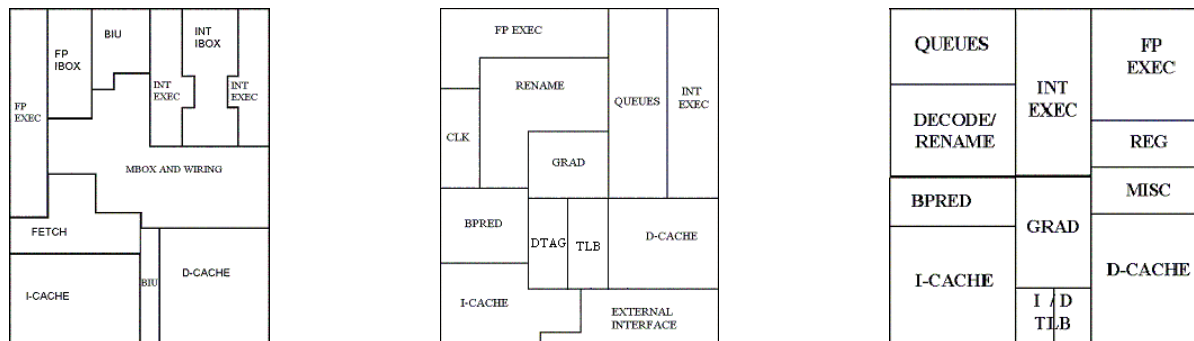 BIU
INT
IBOX
FP
IBOX
INT
EXEC
INT
EXEC
FP
EXEC
MBOX AND WIRING
FETCH
D-CACHE
BIU
I-CACHE
FP EXEC
RENAME
QUEUES
INT
EXEC
CLK
GRAD
BPRED
DTAG
TLB
D-CACHE
I-CACHE
EXTERNAL
INTERFACE
QUEUES
FP
EXEC
INT
EXEC
DECODE/
RENAME
REG
MISC
BPRED
GRAD
I-CACHE
D-CACHE
I / D
TLB